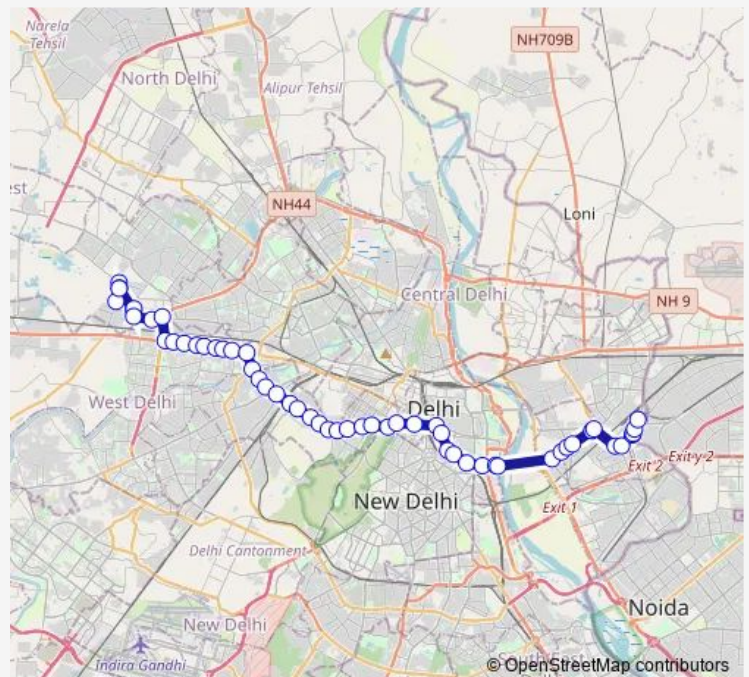 Narela
Tehsil
North Delhi
Alipur Tehsil
NH709B
est
NH44
Loni
Central Delhi
NH 9
West Delhi
Delhi
Exit 2
Exit y 2
New Delhi
Exit 1
Delhi Cantonment
Noida
New Delhi
South East
Indira Gandhi
© OpenStreetMap contributors